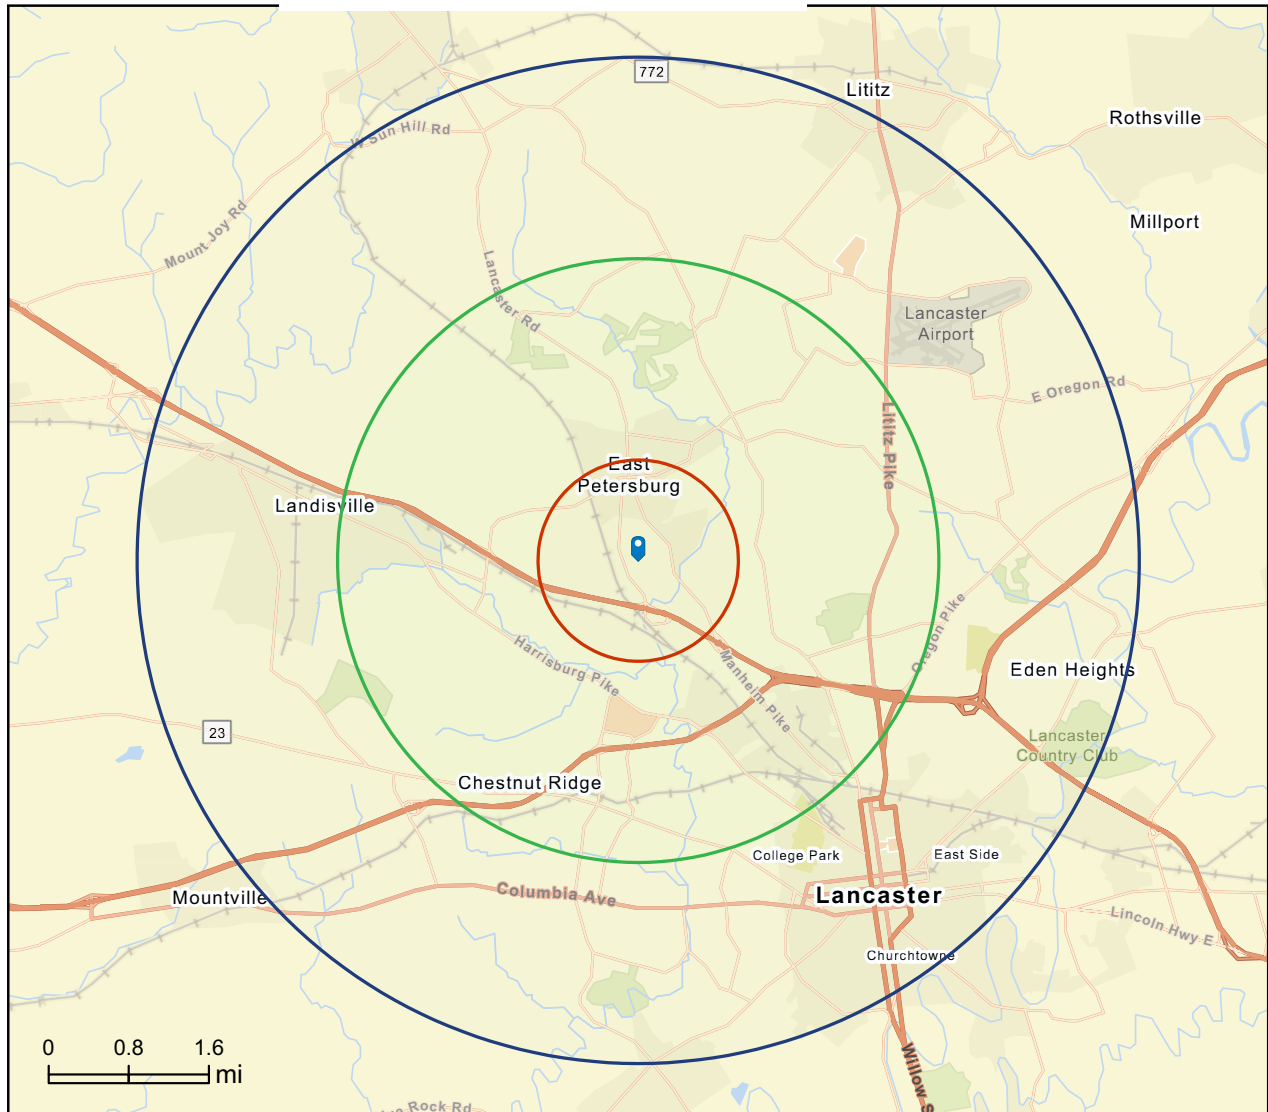 772
Lititz
Rothsville
W Sun Hill Rd
Millport
Mount Joy Rd
Lancaster Rd
Lancaster
Airport
E Oregon Rd
Lititz Pike
East
Petersburg
Landisville
Oregon Pike
Harrisburg Pike
Manheim Pike
Eden Heights
23
Lancaster
Country Club
Chestnut Ridge
College Park
East Side
Mountville
Columbia Ave
Lancaster
Lincoln Hwy E
Churchtowne
0 0.8 1.6
mi
Willow S
Rock Rd